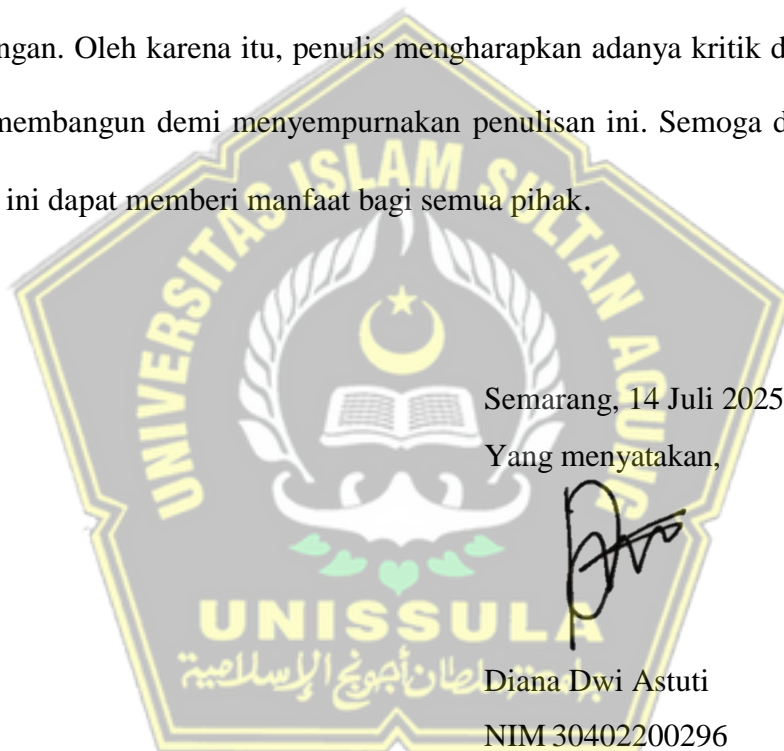 ngan. Oleh karena itu, penulis mengharapkan adanya kritik d
membangun demi menyempurnakan penulisan ini. Semoga d
ini dapat memberi manfaat bagi semua pihak.
UNIVERSITAS ISLAM SULTAN AGUNG
Semarang, 14 Juli 2025
Yang menyatakan,
UNISSULA
جامعة سلطان أجونج الإسلامية
Diana Dwi Astuti
NIM 30402200296